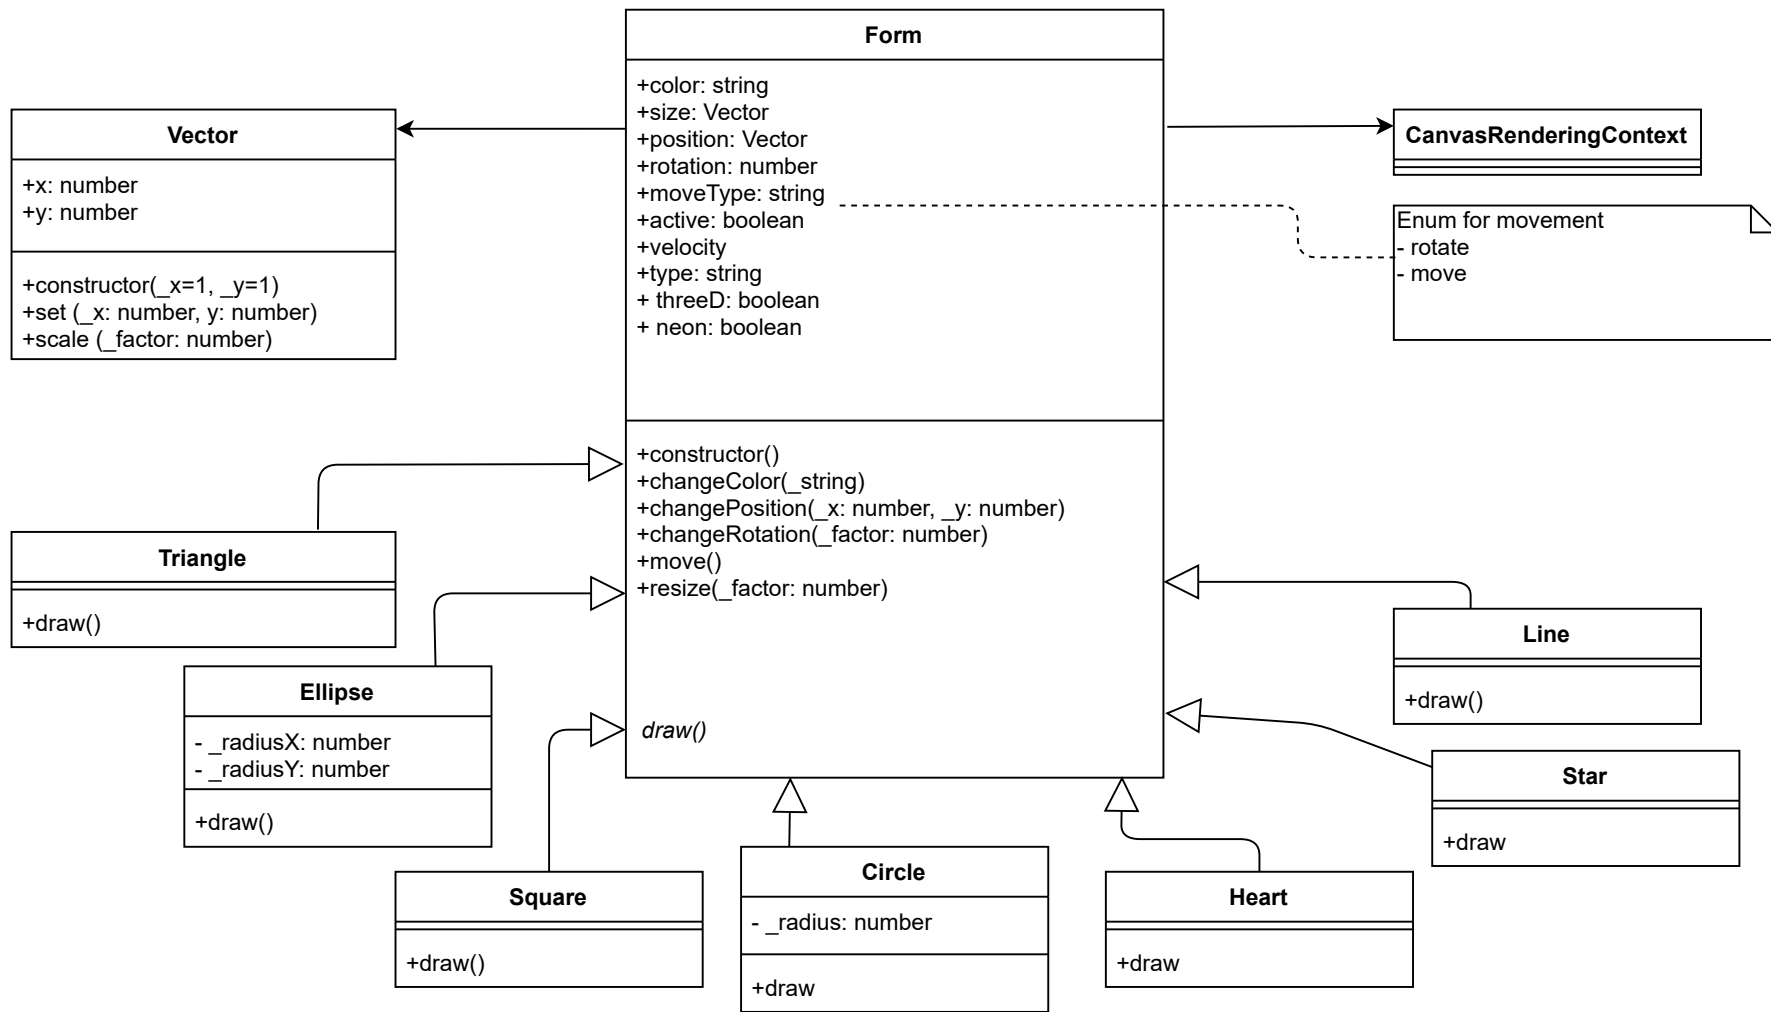 Form
+color: string
+size: Vector
+position: Vector
+rotation: number
+moveType: string
+active: boolean
+velocity
+type: string
+ threeD: boolean
+ neon: boolean
+constructor()
+changeColor(_string)
+changePosition(_x: number, _y: number)
+changeRotation(_factor: number)
+move()
+resize(_factor: number)
draw()
Vector
+x: number
+y: number
+constructor(_x=1, _y=1)
+set (_x: number, y: number)
+scale (_factor: number)
CanvasRenderingContext
Enum for movement
- rotate
- move
Triangle
+draw()
Ellipse
- _radiusX: number
- _radiusY: number
+draw()
Square
+draw()
Circle
- _radius: number
+draw
Heart
+draw
Star
+draw
Line
+draw()